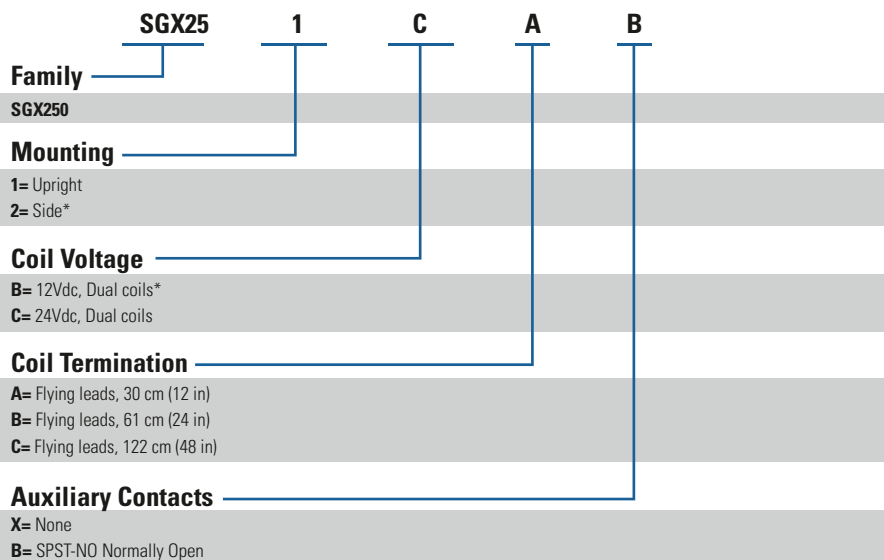 SGX25 1 C A B
Family
SGX250
Mounting
1= Upright
2= Side*
Coil Voltage
B= 12Vdc, Dual coils*
C= 24Vdc, Dual coils
Coil Termination
A= Flying leads, 30 cm (12 in)
B= Flying leads, 61 cm (24 in)
C= Flying leads, 122 cm (48 in)
Auxiliary Contacts
X= None
B= SPST-NO Normally Open